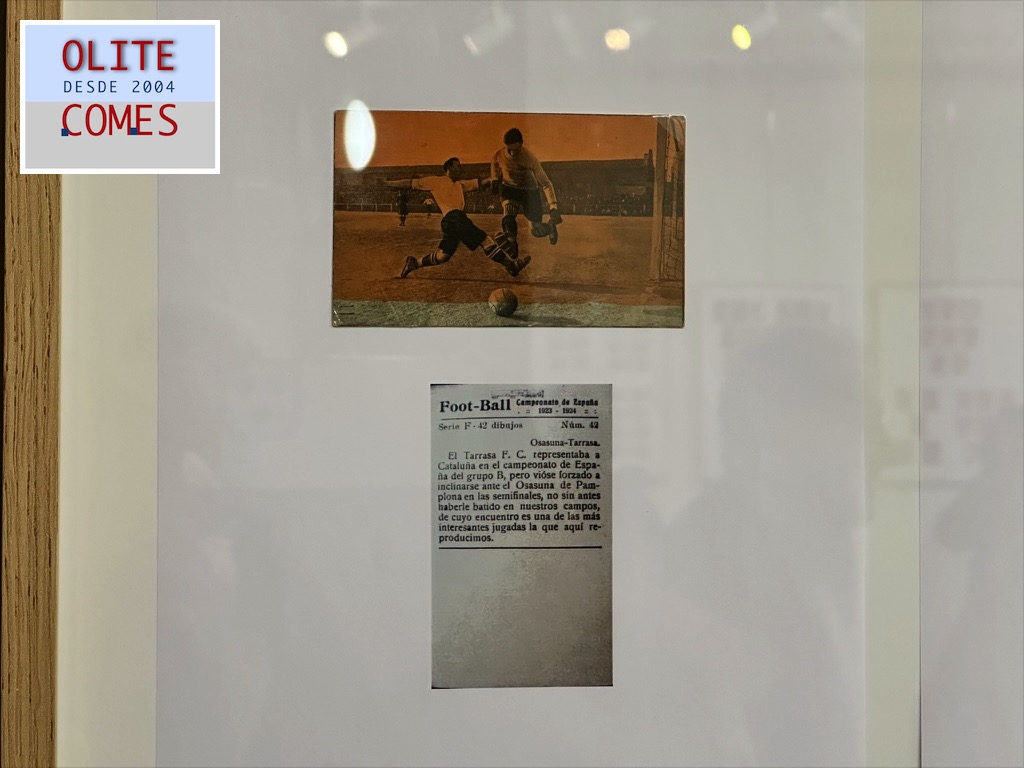 OLITE
DESDE 2004
COMES
Foot-Ball Campeonato de España
1923 - 1924
Serie F - 42 dibujos Núm. 42
Osasuna-Tarrasa.
El Tarrasa F. C. representaba a
Cataluña en el campeonato de Espa-
ña del grupo B, pero vióse forzado a
inclinarse ante el Osasuna de Pam-
plona en las semifinales, no sin antes
haberle batido en nuestros campos,
de cuyo encuentro es una de las más
interesantes jugadas la que aquí re-
producimos.